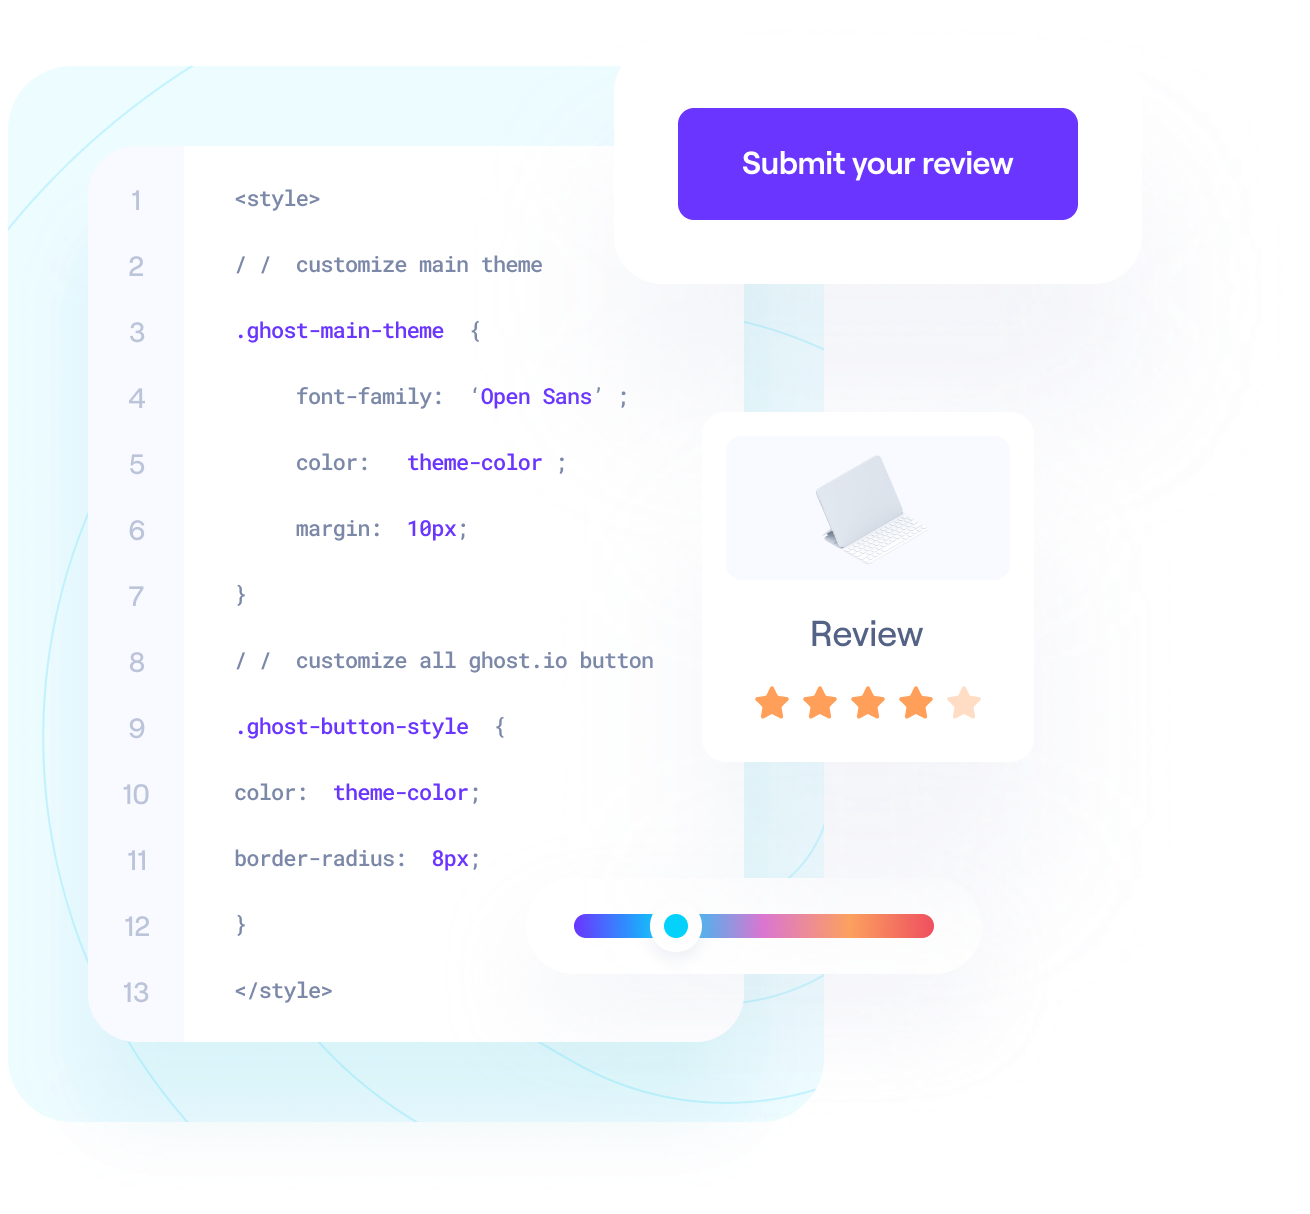 Submit your review
1 <style>
2 / /  customize main theme
3 .ghost-main-theme  {
4 font-family:  ‘Open Sans’ ;
5 color:   theme-color ;
6 margin:  10px;
7 }
8 / /  customize all ghost.io button
9 .ghost-button-style  {
10 color:  theme-color;
11 border-radius:  8px;
12 }
13 </style>
Review